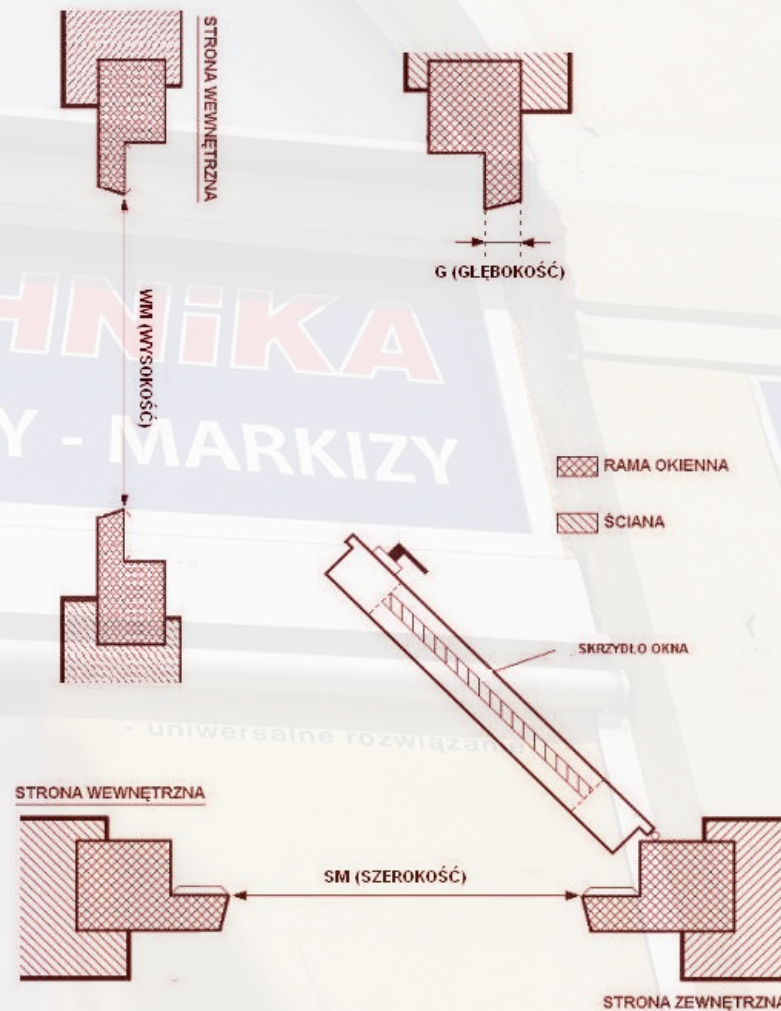 STRONA WEWNĘTRZNA
G (GŁĘBOKOŚĆ)
WM (WYSOKOŚĆ)
HNiKA
Y - MARKIZY
RAMA OKIENNA
ŚCIANA
SKRZYDŁO OKNA
- uniwersalne rozwiązanie
STRONA WEWNĘTRZNA
SM (SZEROKOŚĆ)
STRONA ZEWNĘTRZNA